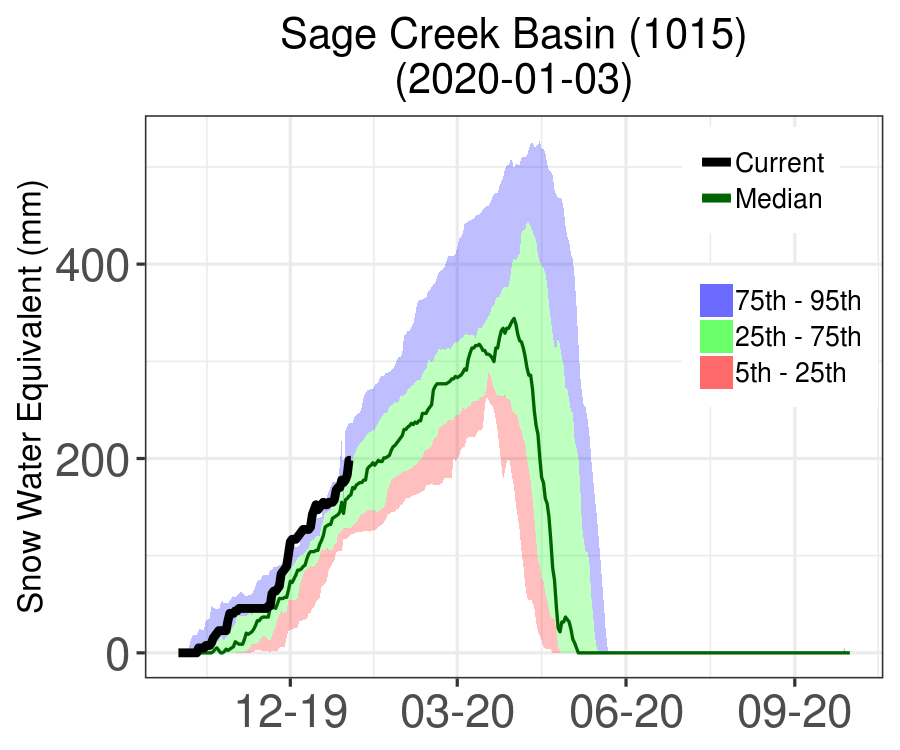 Sage Creek Basin (1015)
(2020-01-03)
Snow Water Equivalent (mm)
400
200
0
12-19
03-20
06-20
09-20
Current
Median
75th - 95th
25th - 75th
5th - 25th